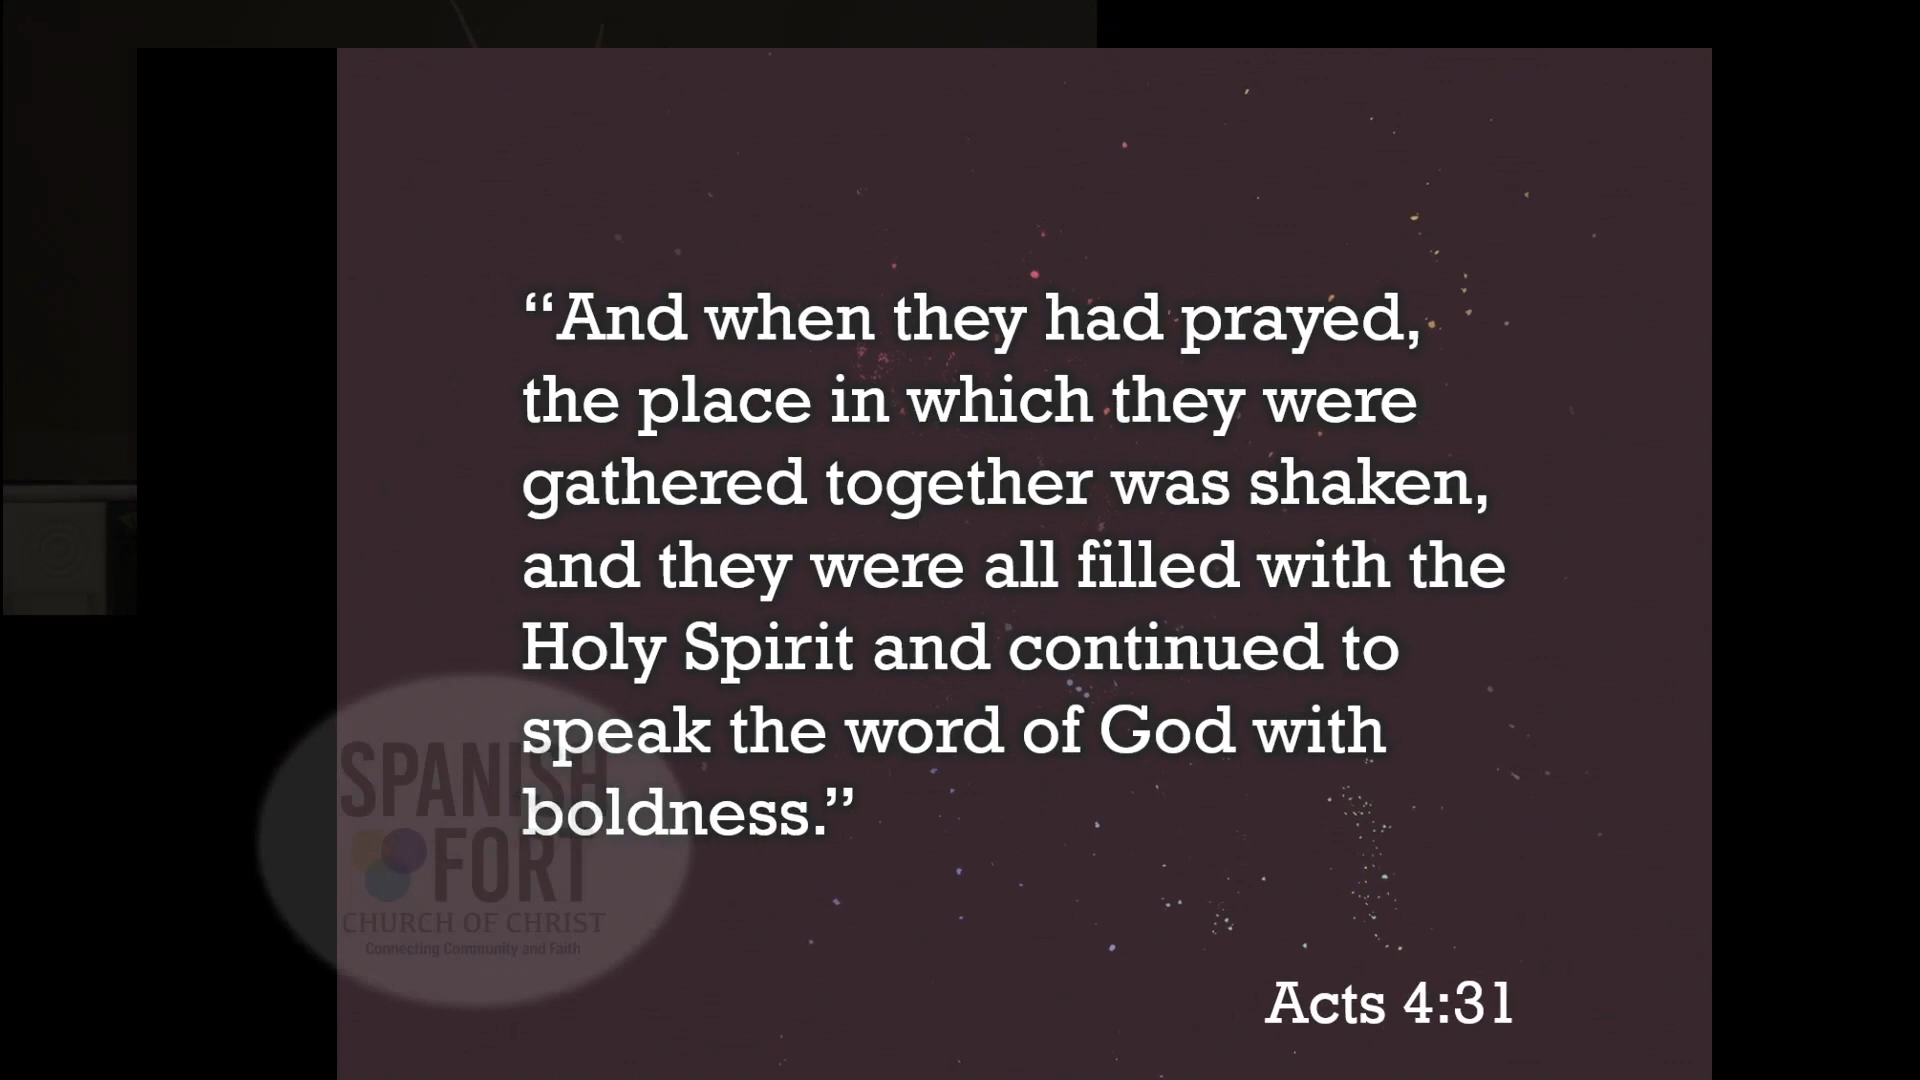 “And when they had prayed,
the place in which they were
gathered together was shaken,
and they were all filled with the
Holy Spirit and continued to
speak the word of God with
boldness.”
Acts 4:31
SPANISH
FORT
CHURCH OF CHRIST
Connecting Community and Faith